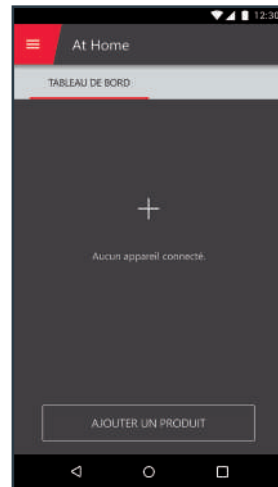 12:30
At Home
TABLEAU DE BORD
Aucun appareil connecté.
AJOUTER UN PRODUIT